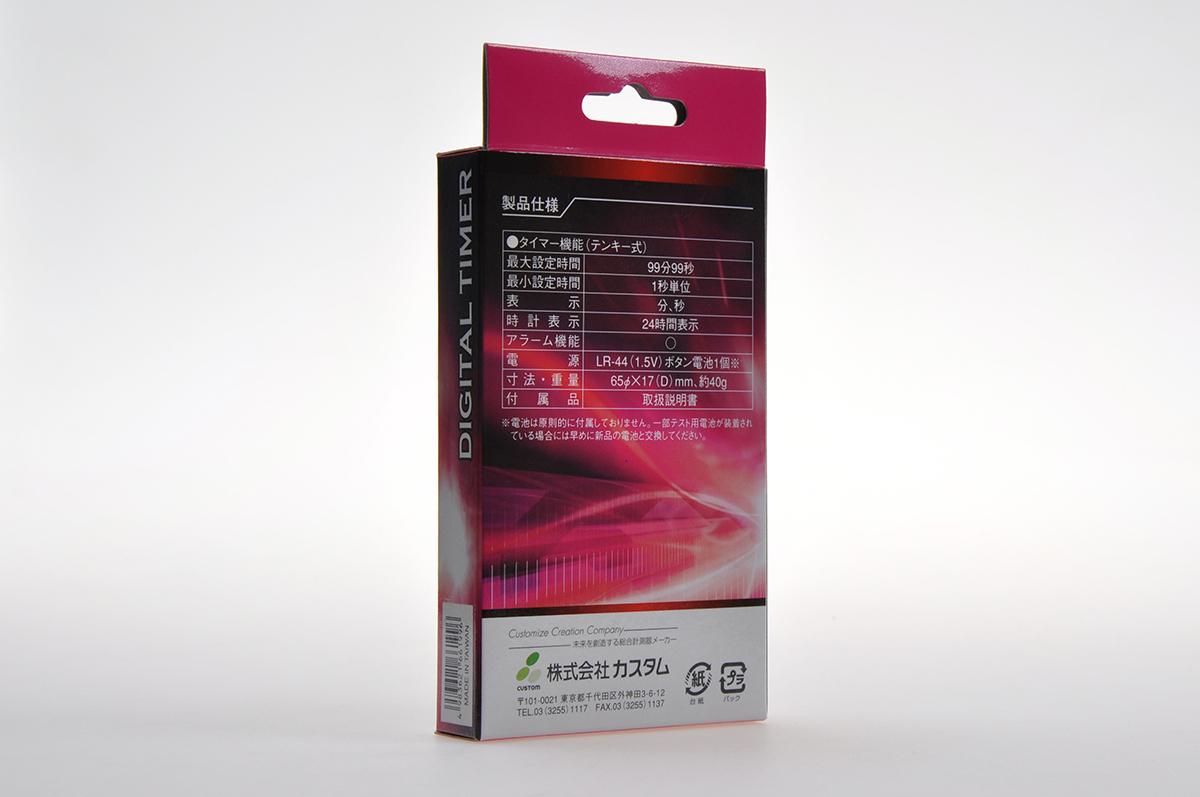 DIGITAL TIMER
製品仕様
●タイマー機能（テンキー式）
最大設定時間 99分99秒
最小設定時間 1秒単位
表示 分、秒
時計表示 24時間表示
アラーム機能 ○
電源 LR-44（1.5V）ボタン電池1個※
寸法・重量 65φ×17（D）mm、約40g
付属品 取扱説明書
※電池は原則的に付属しておりません。一部テスト用電池が装着され
ている場合には早めに新品の電池と交換してください。
Customize Creation Company
未来を創造する総合計測器メーカー
CUSTOM
株式会社カスタム
〒101-0021 東京都千代田区外神田3-6-12
TEL.03（3255）1117 FAX.03（3255）1137
紙
台紙
プラ
パック
MADE IN TAIWAN